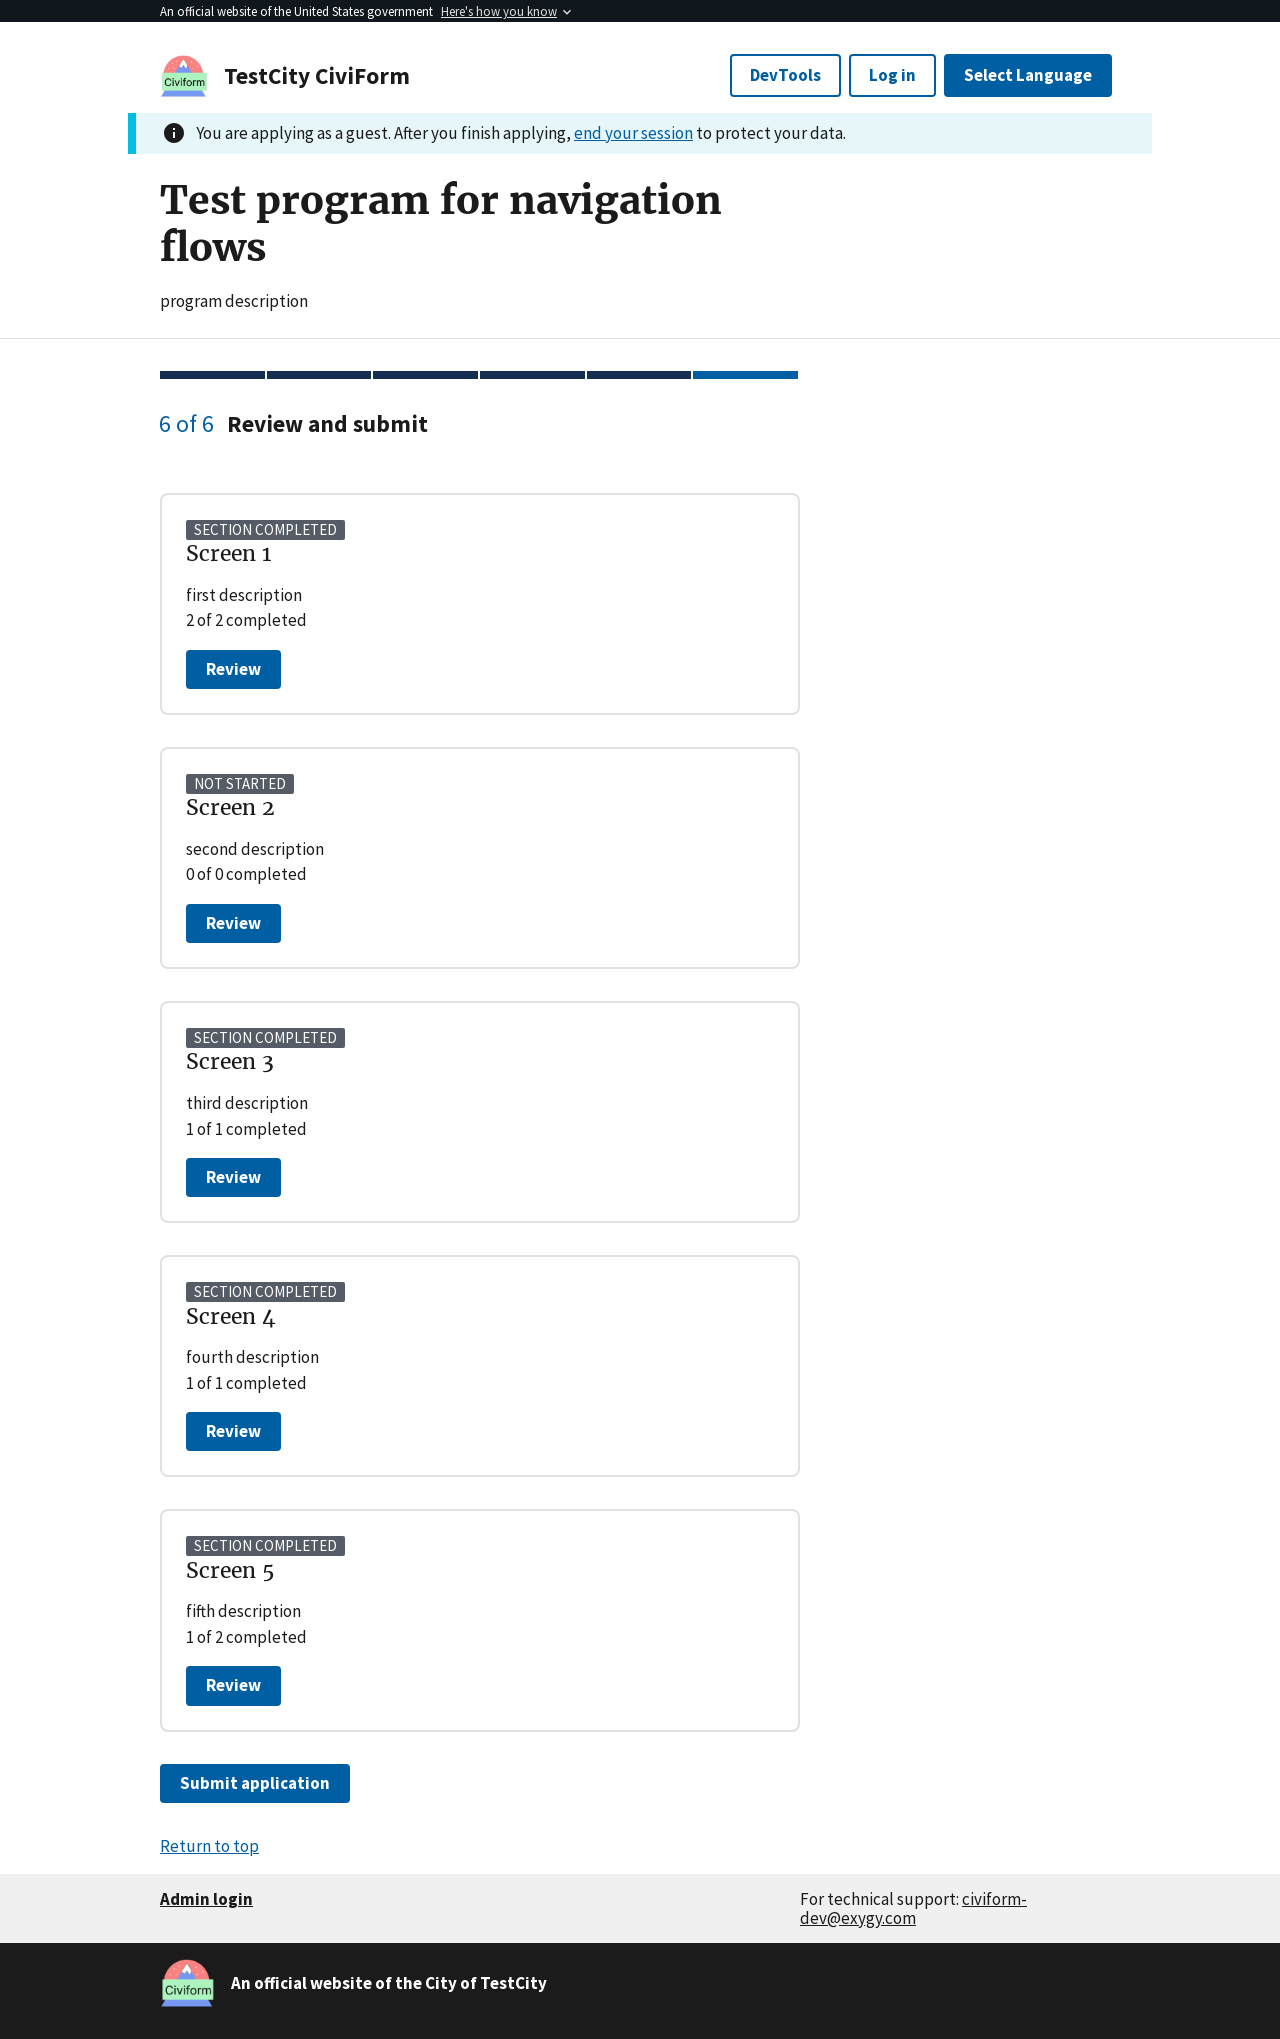 An official website of the United States government Here's how you know
Civiform
TestCity CiviForm
DevTools
Log in
Select Language
You are applying as a guest. After you finish applying, end your session to protect your data.
Test program for navigation
flows
program description
6 of 6 Review and submit
SECTION COMPLETED
Screen 1
first description
2 of 2 completed
Review
NOT STARTED
Screen 2
second description
0 of 0 completed
Review
SECTION COMPLETED
Screen 3
third description
1 of 1 completed
Review
SECTION COMPLETED
Screen 4
fourth description
1 of 1 completed
Review
SECTION COMPLETED
Screen 5
fifth description
1 of 2 completed
Review
Submit application
Return to top
Admin login
For technical support: civiform-
dev@exygy.com
Civiform
An official website of the City of TestCity